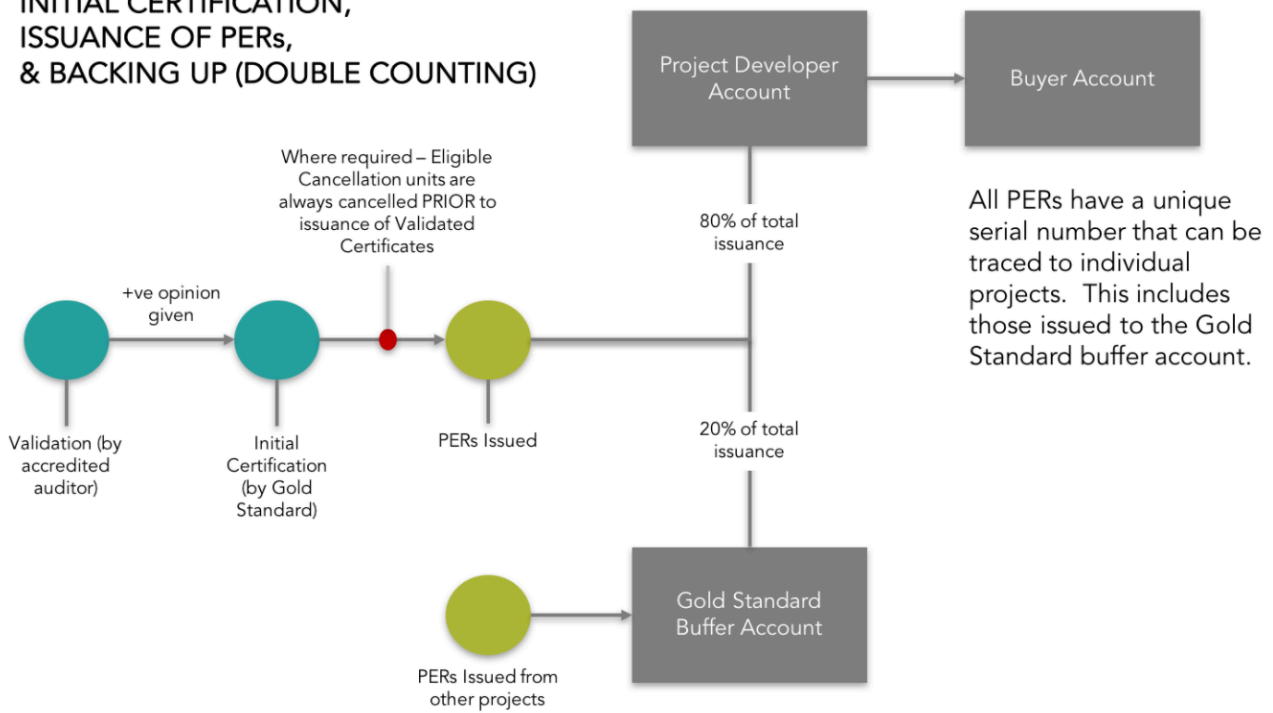 INITIAL CERTIFICATION,
ISSUANCE OF PERs,
& BACKING UP (DOUBLE COUNTING)
Project Developer
Account
Buyer Account
Where required – Eligible
Cancellation units are
always cancelled PRIOR to
issuance of Validated
Certificates
80% of total
issuance
All PERs have a unique
serial number that can be
traced to individual
projects. This includes
those issued to the Gold
Standard buffer account.
+ve opinion
given
Validation (by
accredited
auditor)
Initial
Certification
(by Gold
Standard)
PERs Issued
20% of total
issuance
Gold Standard
Buffer Account
PERs Issued from
other projects